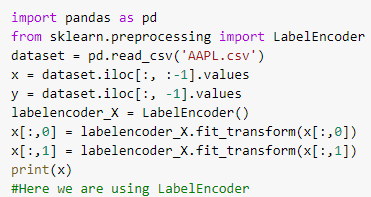 import pandas as pd
from sklearn.preprocessing import LabelEncoder
dataset = pd.read_csv('AAPL.csv')
x = dataset.iloc[:, :-1].values
y = dataset.iloc[:, -1].values
labelencoder_X = LabelEncoder()
x[:,0] = labelencoder_X.fit_transform(x[:,0])
x[:,1] = labelencoder_X.fit_transform(x[:,1])
print(x)
#Here we are using LabelEncoder